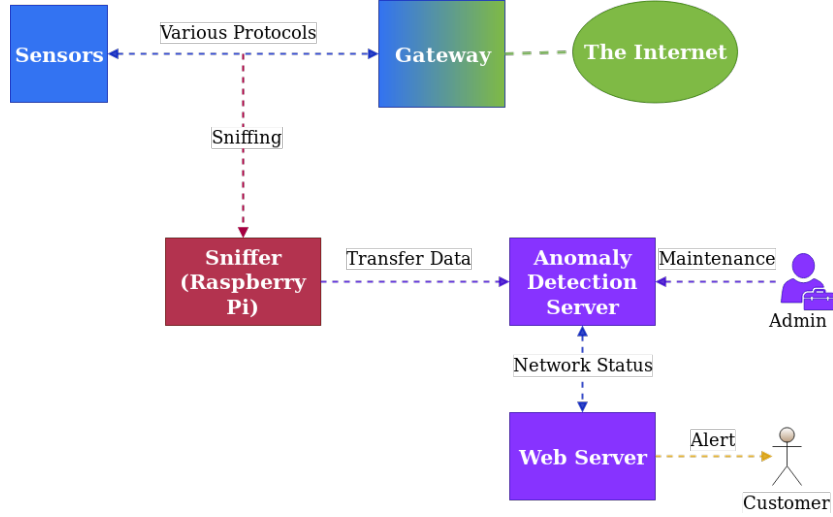 Various Protocols
Sensors
Gateway
The Internet
Sniffing
Sniffer
(Raspberry
Pi)
Transfer Data
Anomaly
Detection
Server
Maintenance
Admin
Network Status
Web Server
Alert
Customer